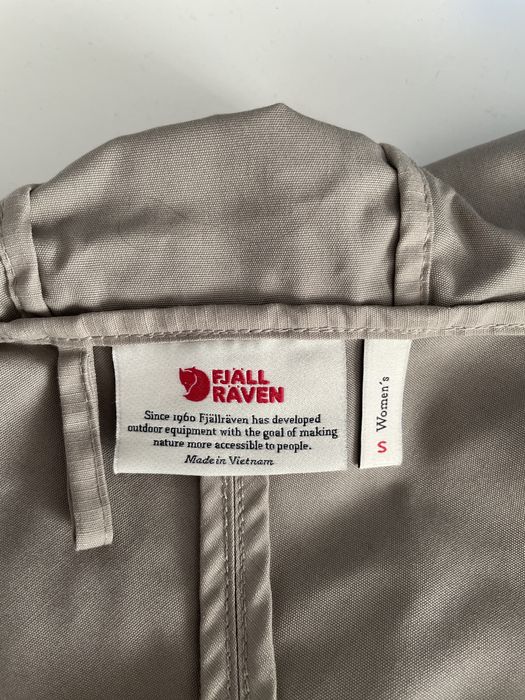 FJÄLL
RÄVEN
Since 1960 Fjällräven has developed
outdoor equipment with the goal of making
nature more accessible to people.
Made in Vietnam
Women´s
S